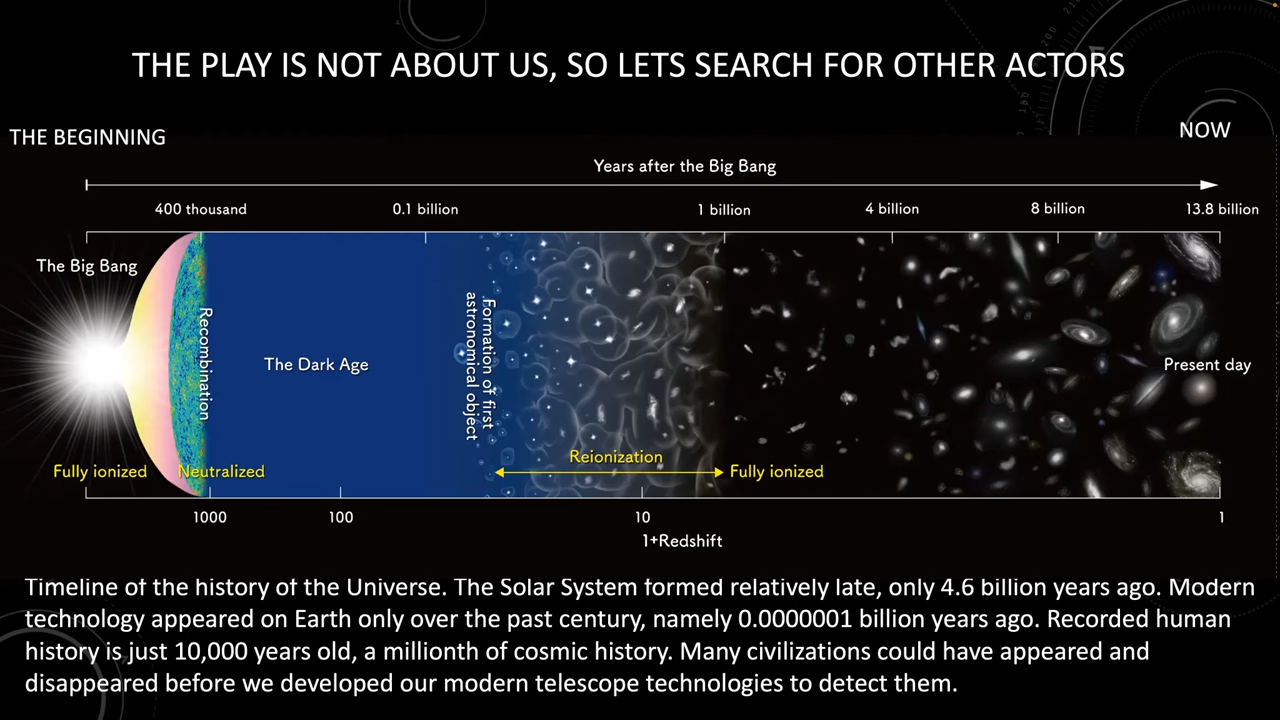 THE PLAY IS NOT ABOUT US, SO LETS SEARCH FOR OTHER ACTORS
THE BEGINNING
NOW
Years after the Big Bang
400 thousand
0.1 billion
1 billion
4 billion
8 billion
13.8 billion
The Big Bang
Recombination
The Dark Age
Formation of first
astronomical object
Present day
Fully ionized
Neutralized
Reionization
Fully ionized
1000
100
10
1
1+Redshift
Timeline of the history of the Universe. The Solar System formed relatively late, only 4.6 billion years ago. Modern
technology appeared on Earth only over the past century, namely 0.0000001 billion years ago. Recorded human
history is just 10,000 years old, a millionth of cosmic history. Many civilizations could have appeared and
disappeared before we developed our modern telescope technologies to detect them.